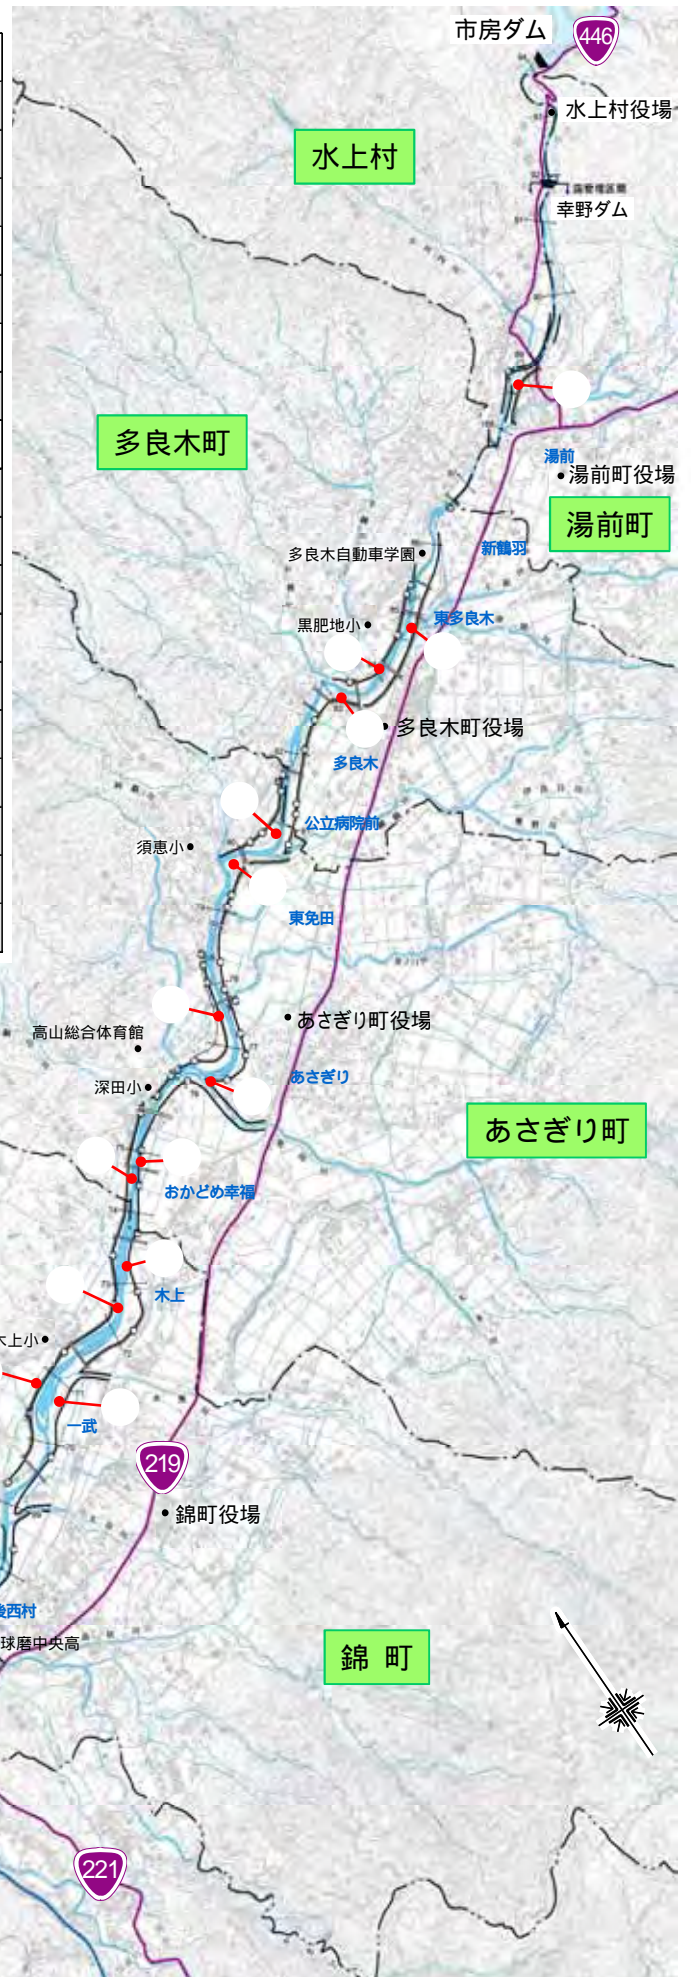 市房ダム
446
水上村役場
水上村
幸野ダム
多良木町
湯前
湯前町役場
湯前町
新鶴羽
多良木自動車学園
東多良木
黒肥地小
多良木町役場
多良木
公立病院前
須恵小
東免田
あさぎり町役場
高山総合体育館
あさぎり
深田小
あさぎり町
おかどめ幸福
木上
木上小
一武
219
錦町役場
後西村
球磨中央高
錦 町
221